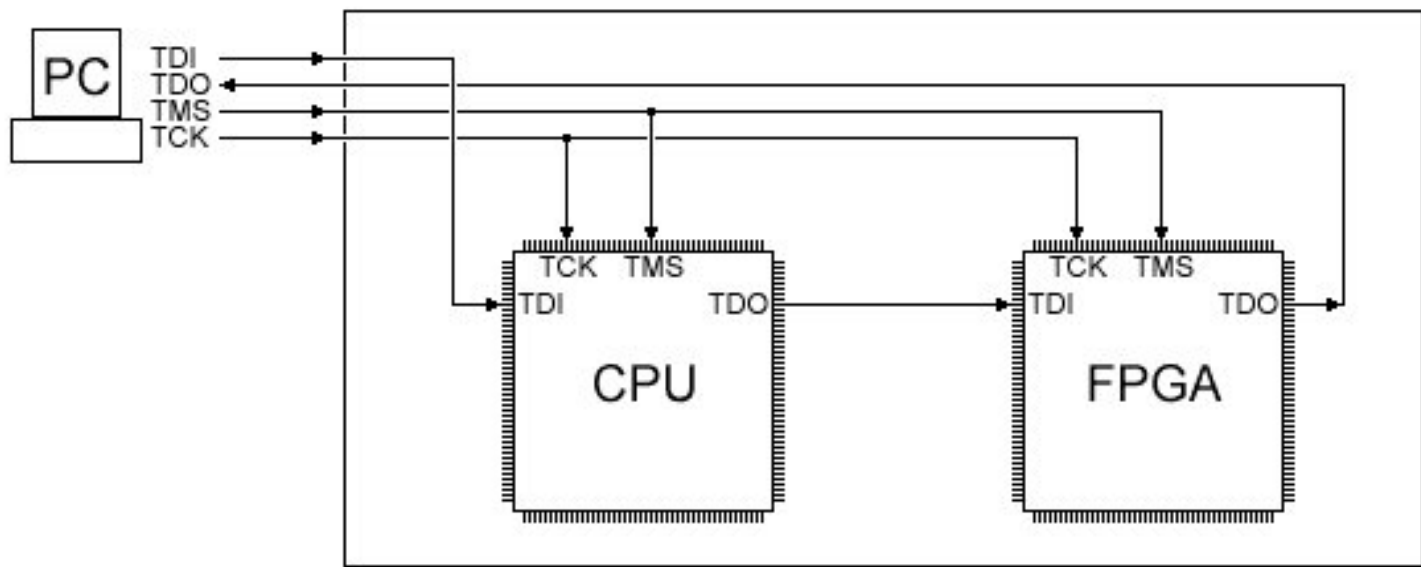 PC
TDI
TDO
TMS
TCK
TCK TMS
TDI TDO
CPU
TCK TMS
TDI TDO
FPGA